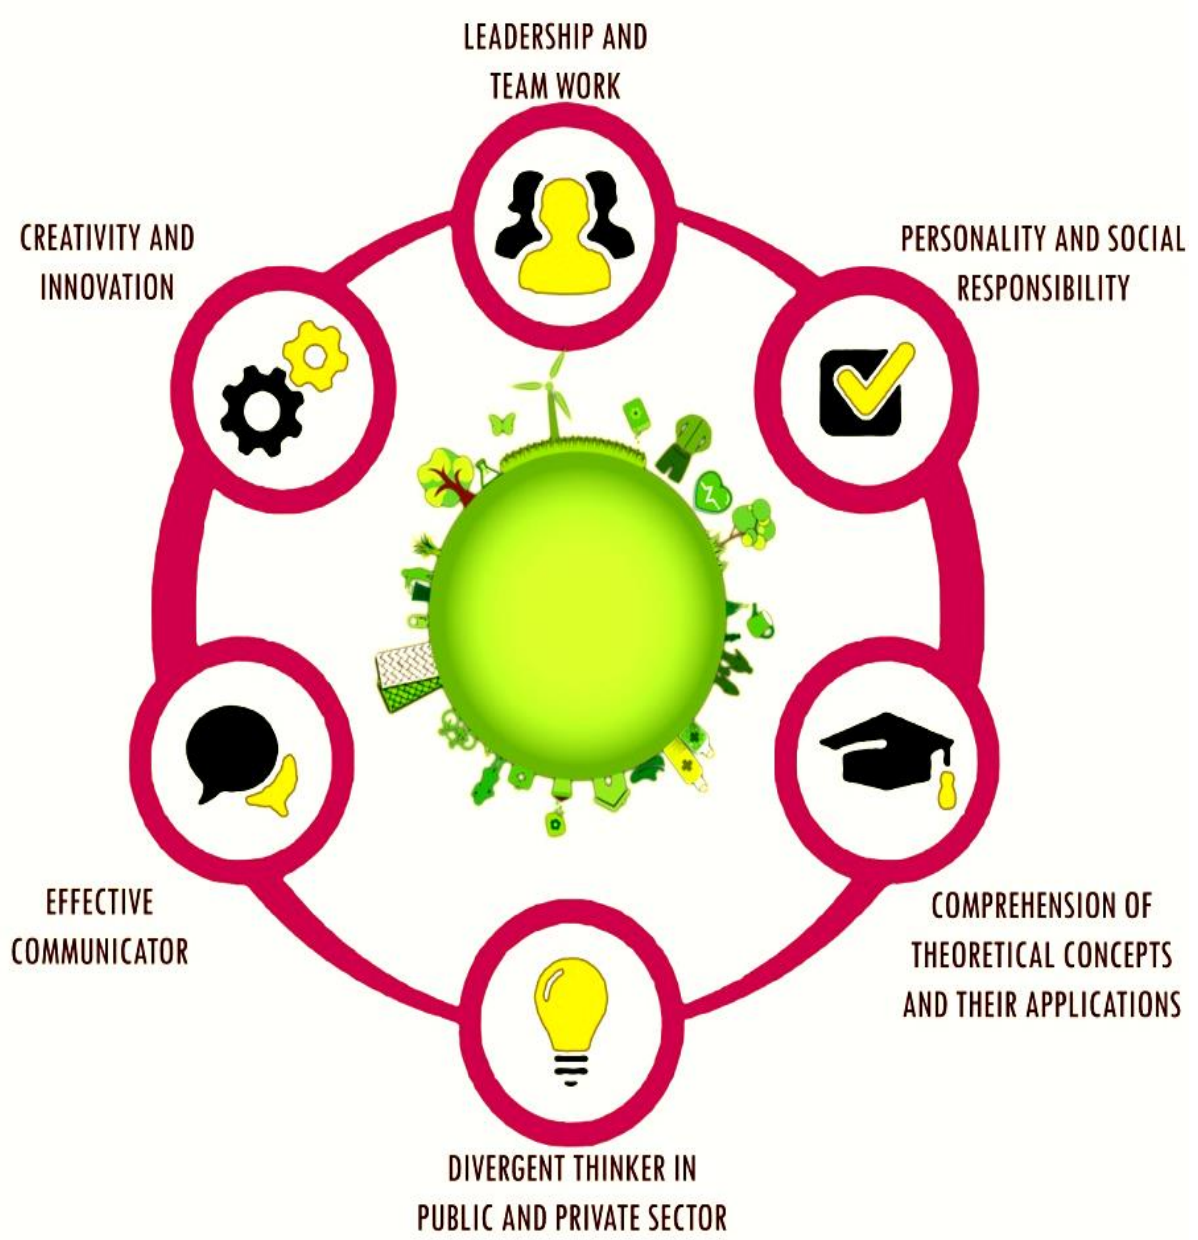 LEADERSHIP AND
TEAM WORK
CREATIVITY AND
INNOVATION
PERSONALITY AND SOCIAL
RESPONSIBILITY
EFFECTIVE
COMMUNICATOR
COMPREHENSION OF
THEORETICAL CONCEPTS
AND THEIR APPLICATIONS
DIVERGENT THINKER IN
PUBLIC AND PRIVATE SECTOR